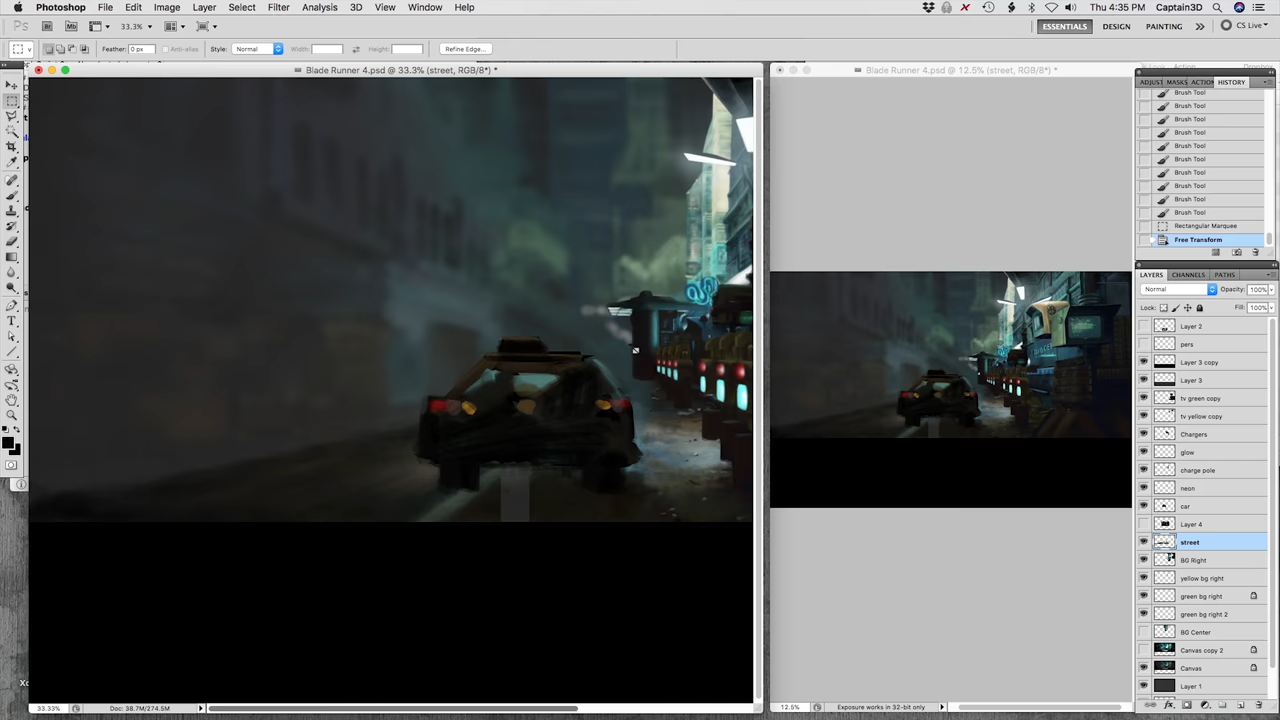 Photoshop File Edit Image Layer Select Filter Analysis 3D View Window Help Thu 4:35 PM Captain3D
Ps Br Mb 33.3% ESSENTIALS DESIGN PAINTING CS Live
Feather: 0 px Anti-alias Style: Normal Width: Height: Refine Edge...
Blade Runner 4.psd @ 33.3% (street, RGB/8*) *
Blade Runner 4.psd @ 12.5% (street, RGB/8*) *
ADJUST MASKS ACTION HISTORY
Brush Tool
Brush Tool
Brush Tool
Brush Tool
Brush Tool
Brush Tool
Brush Tool
Brush Tool
Brush Tool
Brush Tool
Rectangular Marquee
Free Transform
LAYERS CHANNELS PATHS
Normal Opacity: 100%
Lock: Fill: 100%
Layer 2
pers
Layer 3 copy
Layer 3
tv green copy
tv yellow copy
Chargers
glow
charge pole
neon
car
Layer 4
street
BG Right
yellow bg right
green bg right
green bg right 2
BG Center
Canvas copy 2
Canvas
Layer 1
33.33% Doc: 38.7M/274.5M
12.5% Exposure works in 32-bit only